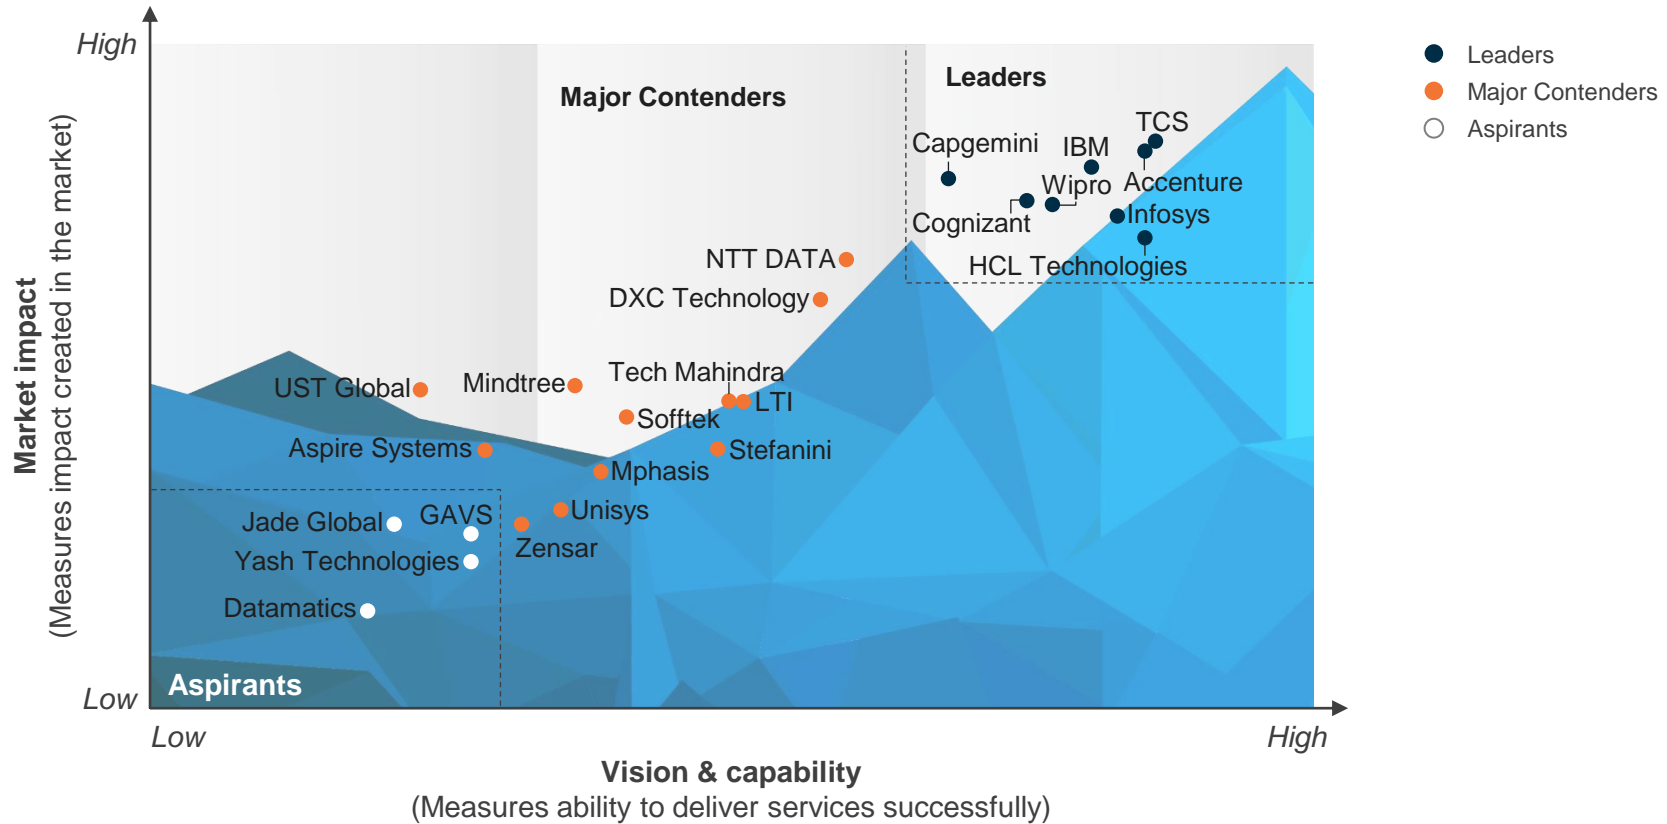 High
Market impact
(Measures impact created in the market)
Low
Major Contenders
Leaders
TCS
Capgemini
IBM
Wipro
Accenture
Cognizant
Infosys
HCL Technologies
NTT DATA
DXC Technology
Tech Mahindra
UST Global
Mindtree
LTI
Sofftek
Aspire Systems
Stefanini
Mphasis
Jade Global
GAVS
Unisys
Zensar
Yash Technologies
Datamatics
Aspirants
Low
High
Vision & capability
(Measures ability to deliver services successfully)
Leaders
Major Contenders
Aspirants